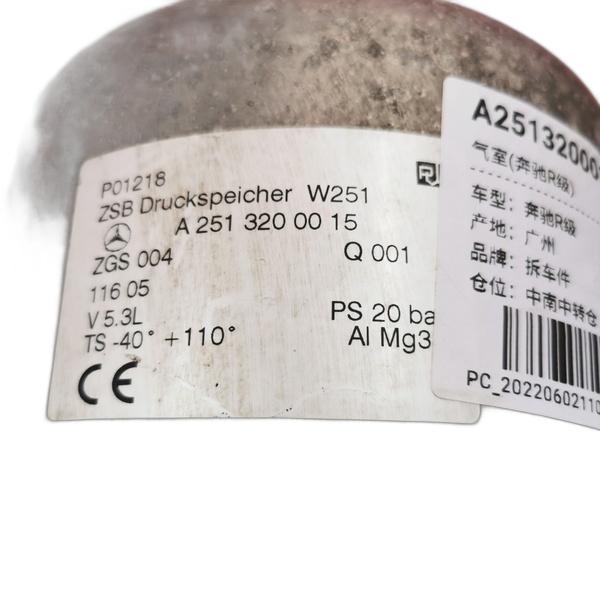 P01218
ZSB Druckspeicher W251
A 251 320 00 15
ZGS 004
Q 001
116 05
V 5.3L
PS 20 ba
TS -40° +110°
Al Mg3
CE
A25132000
气室(奔驰R级)
车型：奔驰R级
产地：广州
品牌：拆车件
仓位：中南中转仓
PC_2022060211